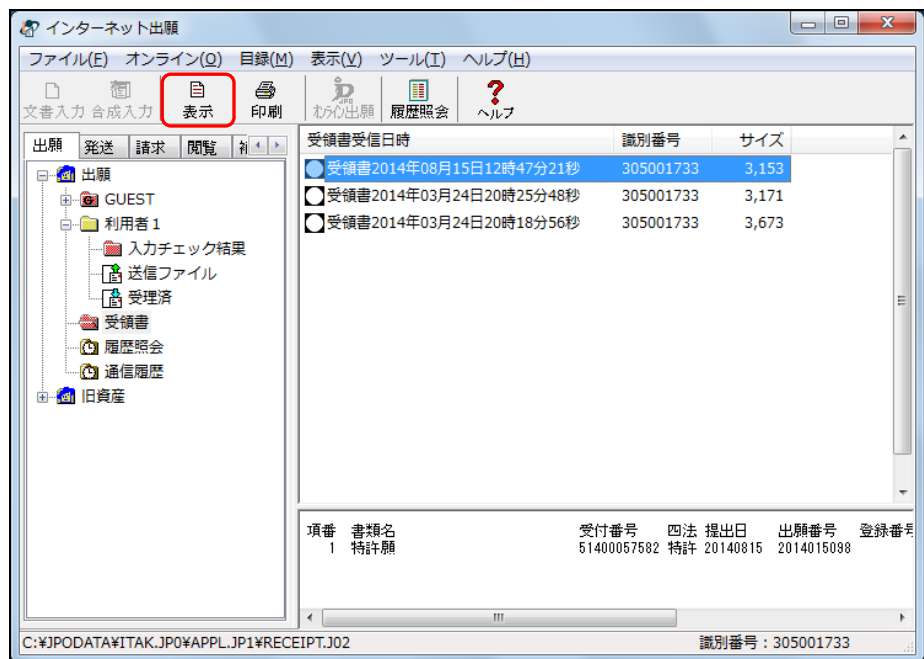 インターネット出願
ファイル(F) オンライン(O) 目録(M) 表示(V) ツール(T) ヘルプ(H)
文書入力 合成入力 表示 印刷 オンライン出願 履歴照会 ヘルプ
出願 発送 請求 閲覧
受領書受信日時 識別番号 サイズ
出願
GUEST
利用者1
入力チェック結果
送信ファイル
受理済
受領書
履歴照会
通信履歴
旧資産
受領書2014年08月15日12時47分21秒 305001733 3,153
受領書2014年03月24日20時25分48秒 305001733 3,171
受領書2014年03月24日20時18分56秒 305001733 3,673
項番 書類名 受付番号 四法 提出日 出願番号 登録番号
1 特許願 51400057582 特許 20140815 2014015098
C:¥JPODATA¥ITAK.JP0¥APPL.JP1¥RECEIPT.J02 識別番号：305001733